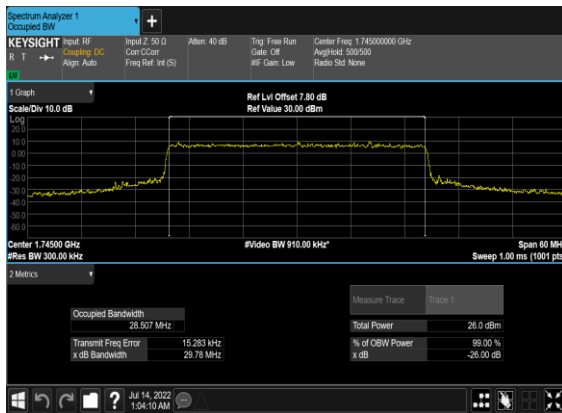 Spectrum Analyzer 1
Occupied BW
+
KEYSIGHT Input: RF Input Z: 50 Ω Atten: 40 dB Trig: Free Run Center Freq: 1.745000000 GHz
R T Coupling: DC Corr CCorr Gate: Off Avg|Hold: 500/500
Align: Auto Freq Ref: Int (S) #IF Gain: Low Radio Std: None
1 Graph
Ref Lvl Offset 7.80 dB
Scale/Div 10.0 dB Ref Value 30.00 dBm
Log
20.0
10.0
0.00
-10.0
-20.0
-30.0
-40.0
-50.0
-60.0
Center 1.74500 GHz #Video BW 910.00 kHz* Span 60 MH
#Res BW 300.00 kHz Sweep 1.00 ms (1001 pts
2 Metrics
Measure Trace Trace 1
Occupied Bandwidth
28.507 MHz Total Power 26.0 dBm
Transmit Freq Error 15.283 kHz % of OBW Power 99.00 %
x dB Bandwidth 29.78 MHz x dB -26.00 dB
? Jul 14, 2022
1:04:10 AM